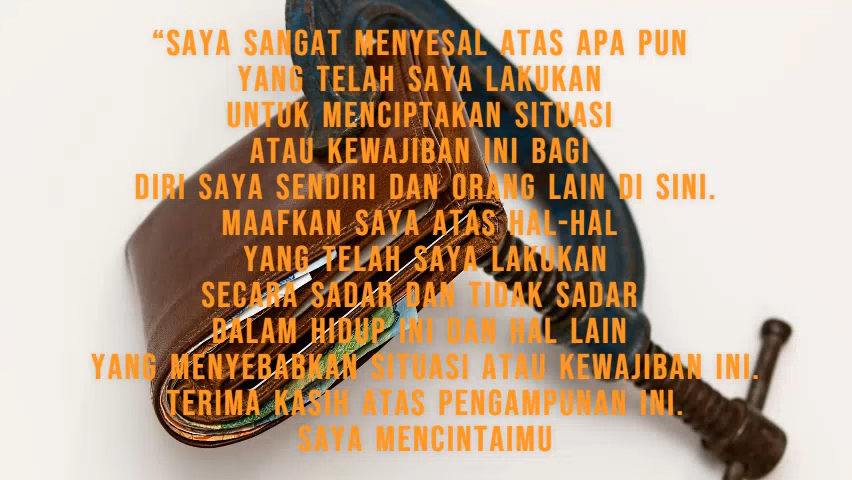 “SAYA SANGAT MENYESAL ATAS APA PUN
YANG TELAH SAYA LAKUKAN
UNTUK MENCIPTAKAN SITUASI
ATAU KEWAJIBAN INI BAGI
DIRI SAYA SENDIRI DAN ORANG LAIN DI SINI.
MAAFKAN SAYA ATAS HAL-HAL
YANG TELAH SAYA LAKUKAN
SECARA SADAR DAN TIDAK SADAR
DALAM HIDUP INI DAN HAL LAIN
YANG MENYEBABKAN SITUASI ATAU KEWAJIBAN INI.
TERIMA KASIH ATAS PENGAMPUNAN INI.
SAYA MENCINTAIMU